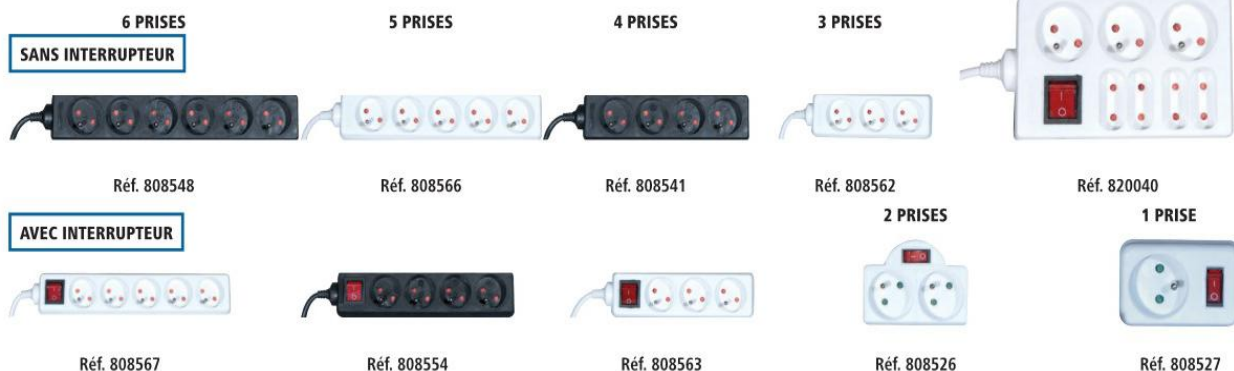 6 PRISES
5 PRISES
4 PRISES
3 PRISES
SANS INTERRUPTEUR
Réf. 808548
Réf. 808566
Réf. 808541
Réf. 808562
Réf. 820040
AVEC INTERRUPTEUR
2 PRISES
1 PRISE
Réf. 808567
Réf. 808554
Réf. 808563
Réf. 808526
Réf. 808527